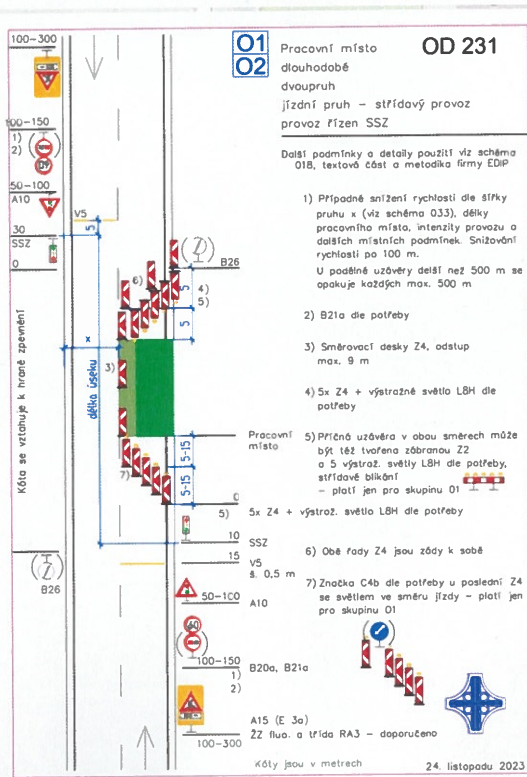 O1
O2
Pracovní místo
dlouhodobé
dvoupruh
jízdní pruh – střídavý provoz
provoz řízen SSZ
OD 231
Další podmínky a detaily použití viz schéma
018, textová část a metodika firmy EDIP
1) Případné snížení rychlosti dle šířky
pruhu x (viz schéma 033), délky
pracovního místa, intenzity provozu a
dalších místních podmínek. Snižování
rychlosti po 100 m.
U podélné uzávěry delší než 500 m se
opakuje každých max. 500 m
2) B21a dle potřeby
3) Směrovací desky Z4, odstup
max. 9 m
4) 5x Z4 + výstražné světlo L8H dle
potřeby
5) Příčná uzávěra v obou směrech může
být též tvořena zábranou Z2
a 5 výstraž. světly L8H dle potřeby,
střídavé blikání
– platí jen pro skupinu 01
6) Obě řady Z4 jsou zády k sobě
7) Značka C4b dle potřeby u poslední Z4
se světlem ve směru jízdy – platí jen
pro skupinu 01
100–300
100–150
1)
2)
50–100
A10
V5
30
SSZ
0
5
B26
6)
5
4)
5)
5
x
3)
délka úseku
Kóta se vztahuje k hraně zpevnění
Pracovní
místo
5–15
7)
5–15
0
5)
5x Z4 + výstraž. světlo L8H dle potřeby
10
SSZ
15
V5
š. 0,5 m
B26
50–100
A10
100–150
B20a, B21a
1)
2)
A15 (E 3a)
ŽZ fluo. a třída RA3 – doporučeno
100–300
Kóty jsou v metrech
24. listopadu 2023